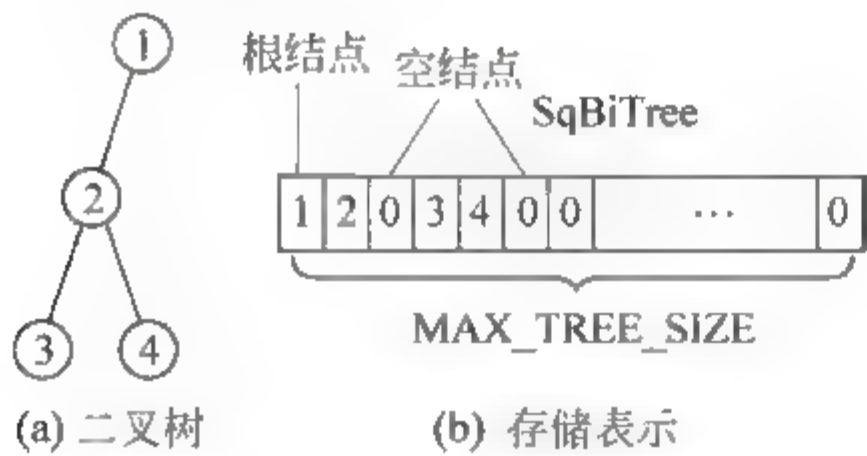 1
2
3 4
(a) 二叉树
根结点 空结点
SqBiTree
1 2 0 3 4 0 0 … 0
MAX_TREE_SIZE
(b) 存储表示